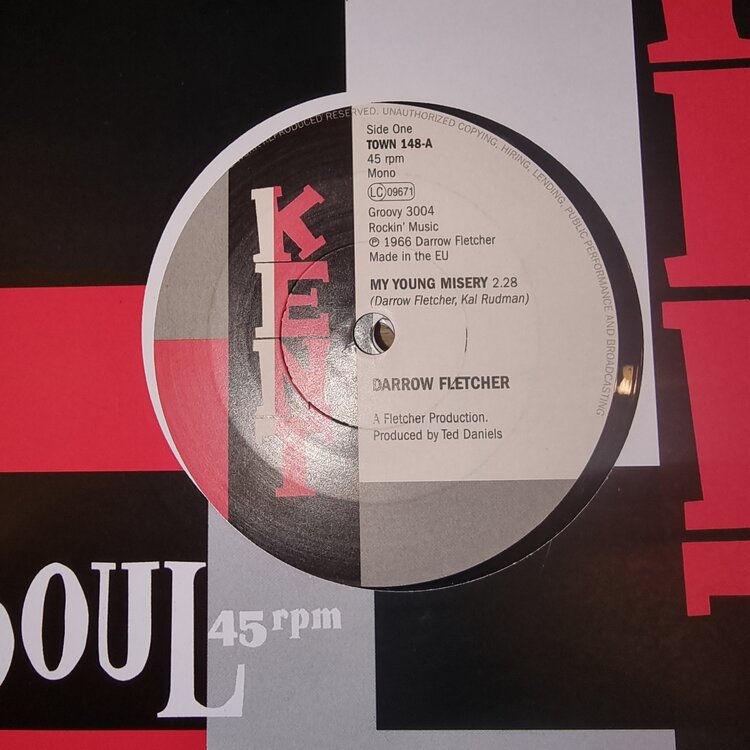 REPRODUCED RESERVED. UNAUTHORIZED COPYING, HIRING, LENDING, PUBLIC PERFORMANCE AND BROADCASTING
Side One
TOWN 148-A
45 rpm
Mono
LC 09671
Groovy 3004
Rockin' Music
℗ 1966 Darrow Fletcher
Made in the EU
MY YOUNG MISERY 2.28
(Darrow Fletcher, Kal Rudman)
KENT
DARROW FLETCHER
A Fletcher Production.
Produced by Ted Daniels
SOUL
45 rpm